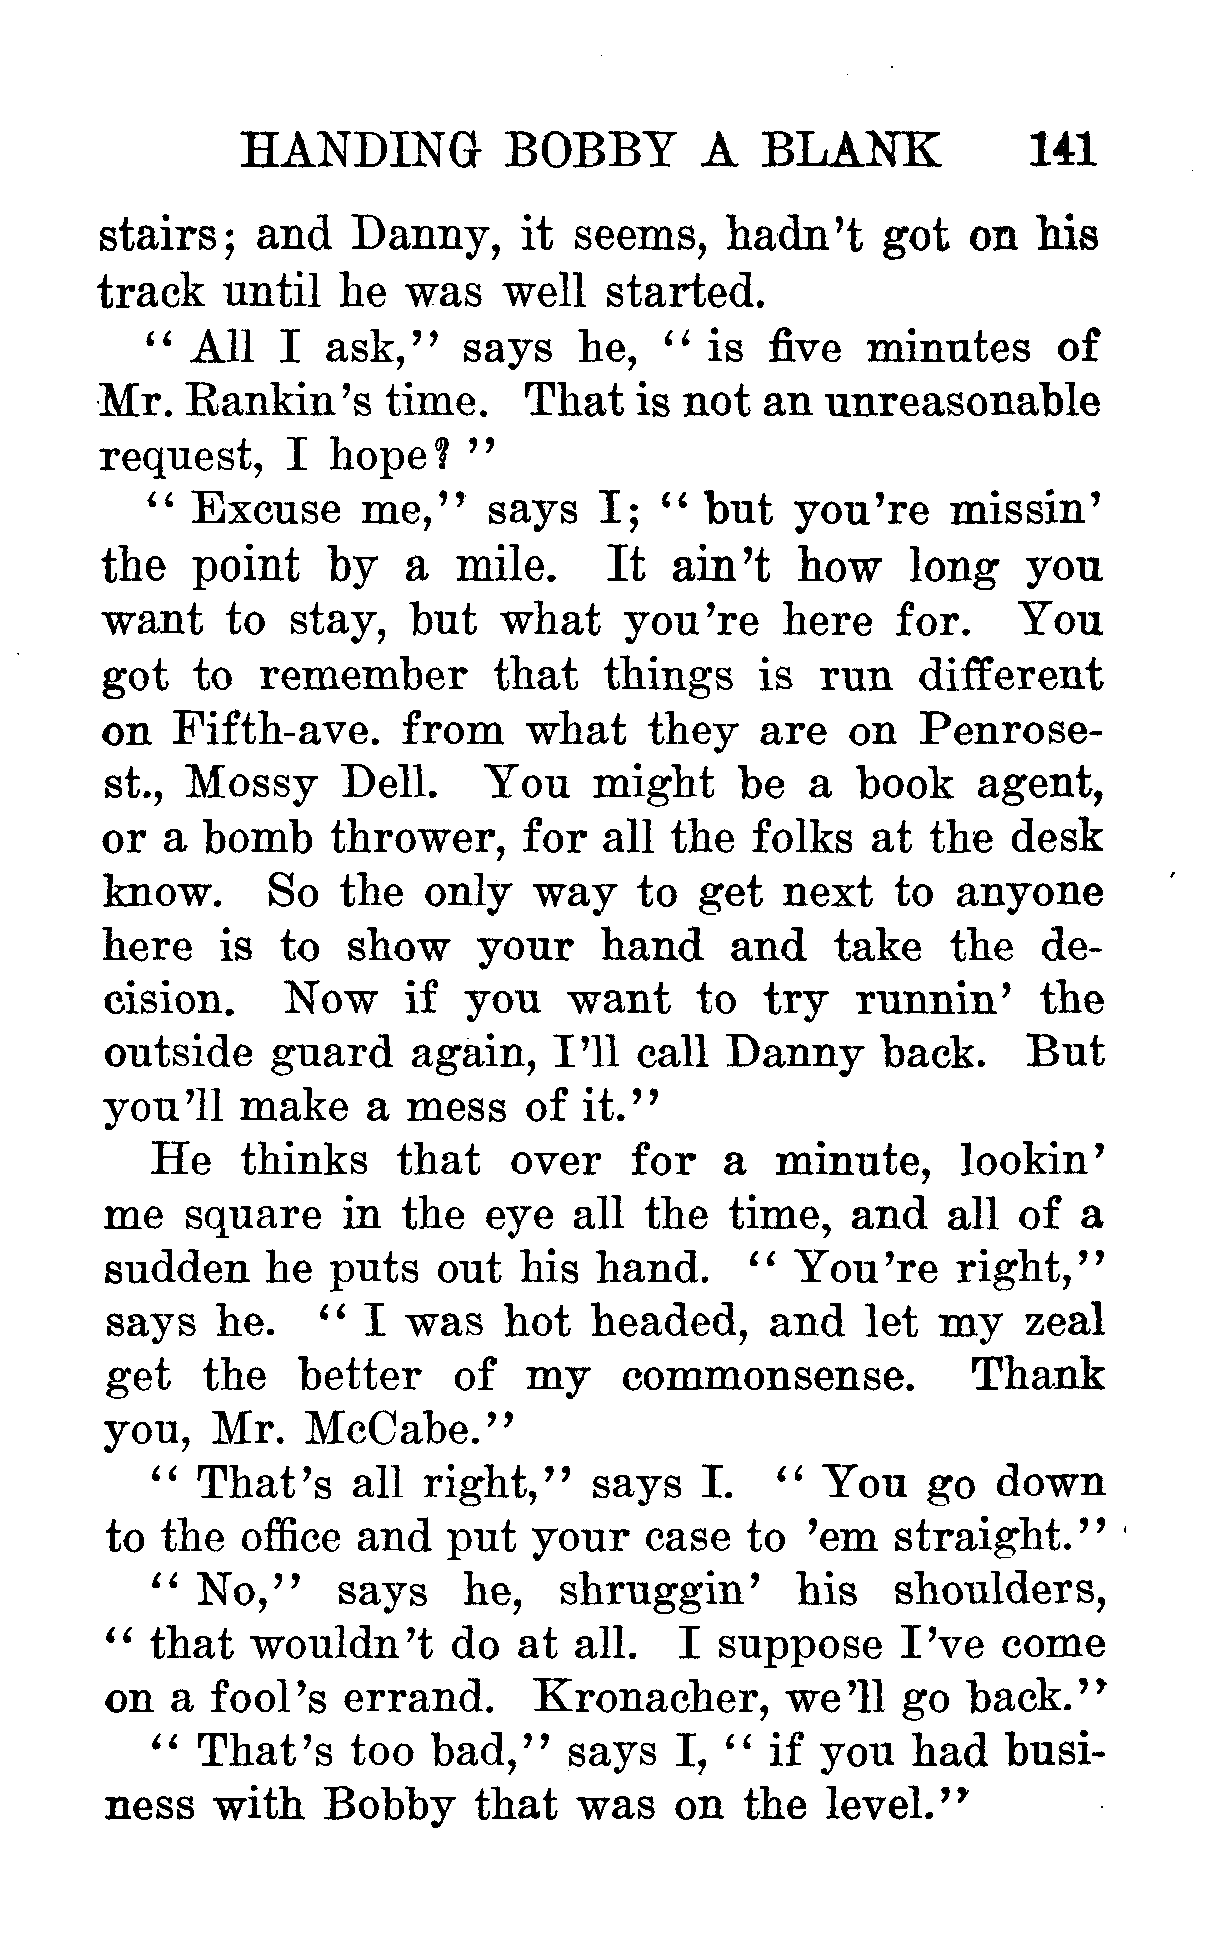 HANDING BOBBY A BLANK 141
stairs; and Danny, it seems, hadn't got on his
track until he was well started.
"All I ask," says he, "is five minutes of
Mr. Rankin's time. That is not an unreasonable
request, I hope?"
"Excuse me," says I; "but you're missin'
the point by a mile. It ain't how long you
want to stay, but what you're here for. You
got to remember that things is run different
on Fifth-ave. from what they are on Penrose-
st., Mossy Dell. You might be a book agent,
or a bomb thrower, for all the folks at the desk
know. So the only way to get next to anyone
here is to show your hand and take the de-
cision. Now if you want to try runnin' the
outside guard again, I'll call Danny back. But
you'll make a mess of it."
He thinks that over for a minute, lookin'
me square in the eye all the time, and all of a
sudden he puts out his hand. "You're right,"
says he. "I was hot headed, and let my zeal
get the better of my commonsense. Thank
you, Mr. McCabe."
"That's all right," says I. "You go down
to the office and put your case to 'em straight."
"No," says he, shruggin' his shoulders,
"that wouldn't do at all. I suppose I've come
on a fool's errand. Kronacher, we'll go back."
"That's too bad," says I, "if you had busi-
ness with Bobby that was on the level."